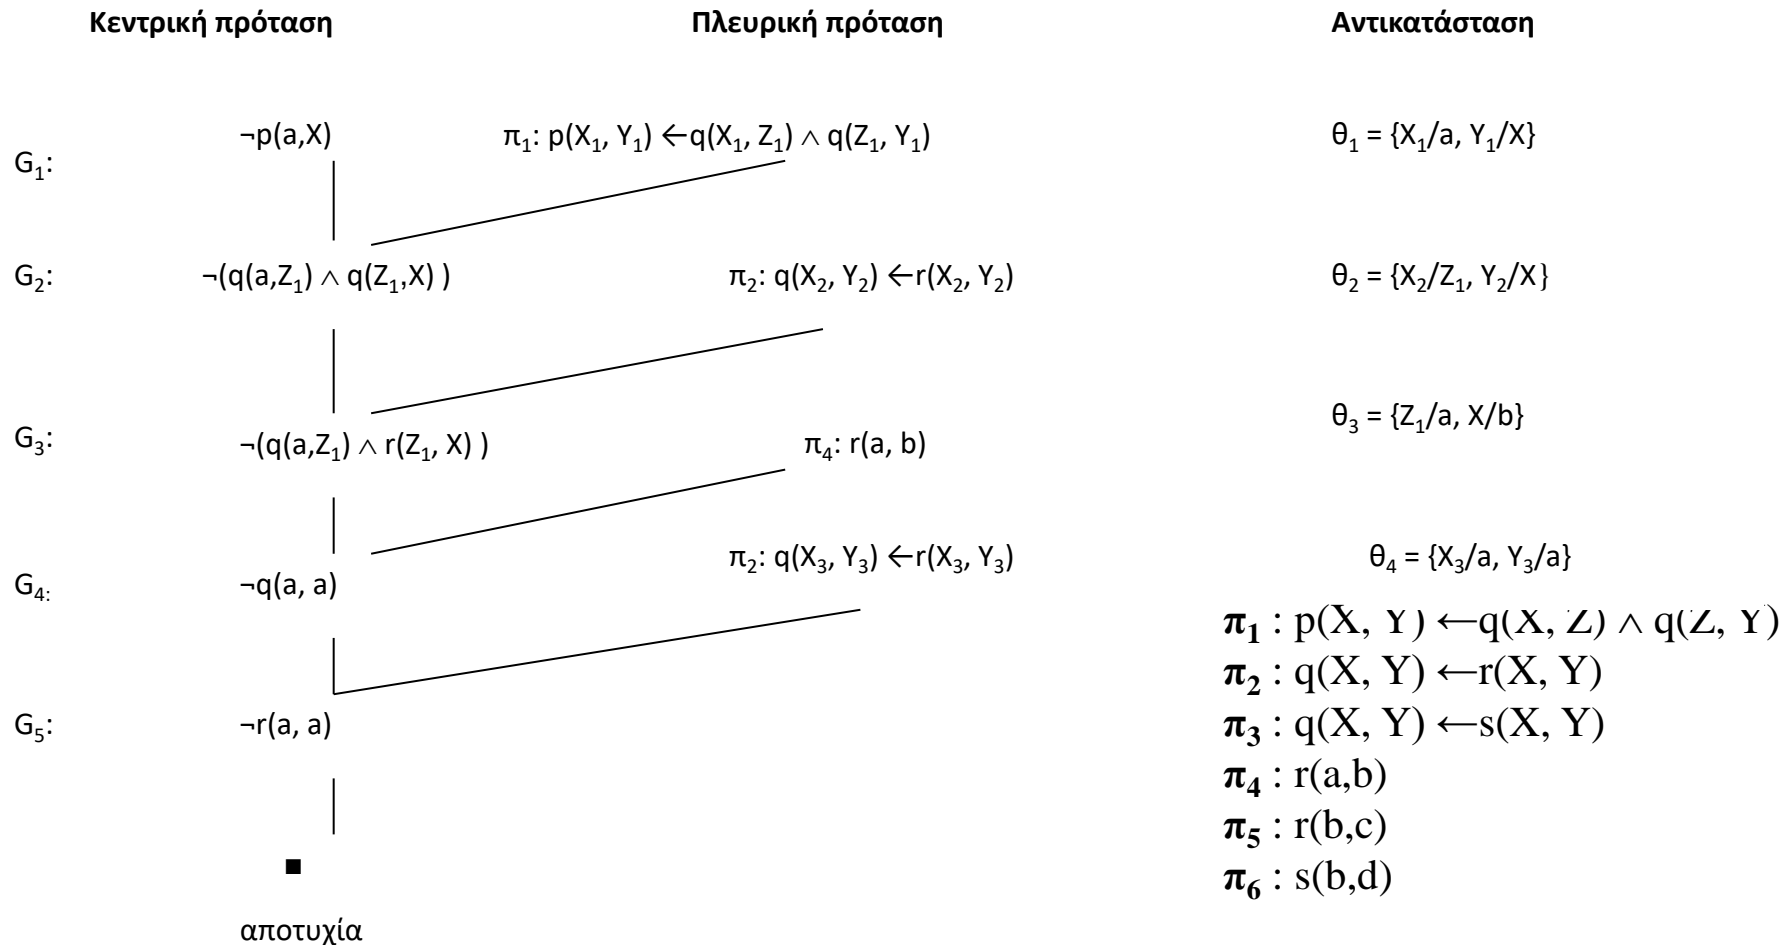 Κεντρική πρόταση Πλευρική πρόταση Αντικατάσταση
¬p(a,X) π₁: p(X₁, Y₁) ←q(X₁, Z₁) ∧ q(Z₁, Y₁) θ₁ = {X₁/a, Y₁/X}
G₁:
G₂: ¬(q(a,Z₁) ∧ q(Z₁,X) ) π₂: q(X₂, Y₂) ←r(X₂, Y₂) θ₂ = {X₂/Z₁, Y₂/X}
θ₃ = {Z₁/a, X/b}
G₃: ¬(q(a,Z₁) ∧ r(Z₁, X) ) π₄: r(a, b)
π₂: q(X₃, Y₃) ←r(X₃, Y₃) θ₄ = {X₃/a, Y₃/a}
G₄: ¬q(a, a)
π₁ : p(X, Y) ←q(X, Z) ∧ q(Z, Y)
π₂ : q(X, Y) ←r(X, Y)
G₅: ¬r(a, a) π₃ : q(X, Y) ←s(X, Y)
π₄ : r(a,b)
π₅ : r(b,c)
π₆ : s(b,d)
αποτυχία